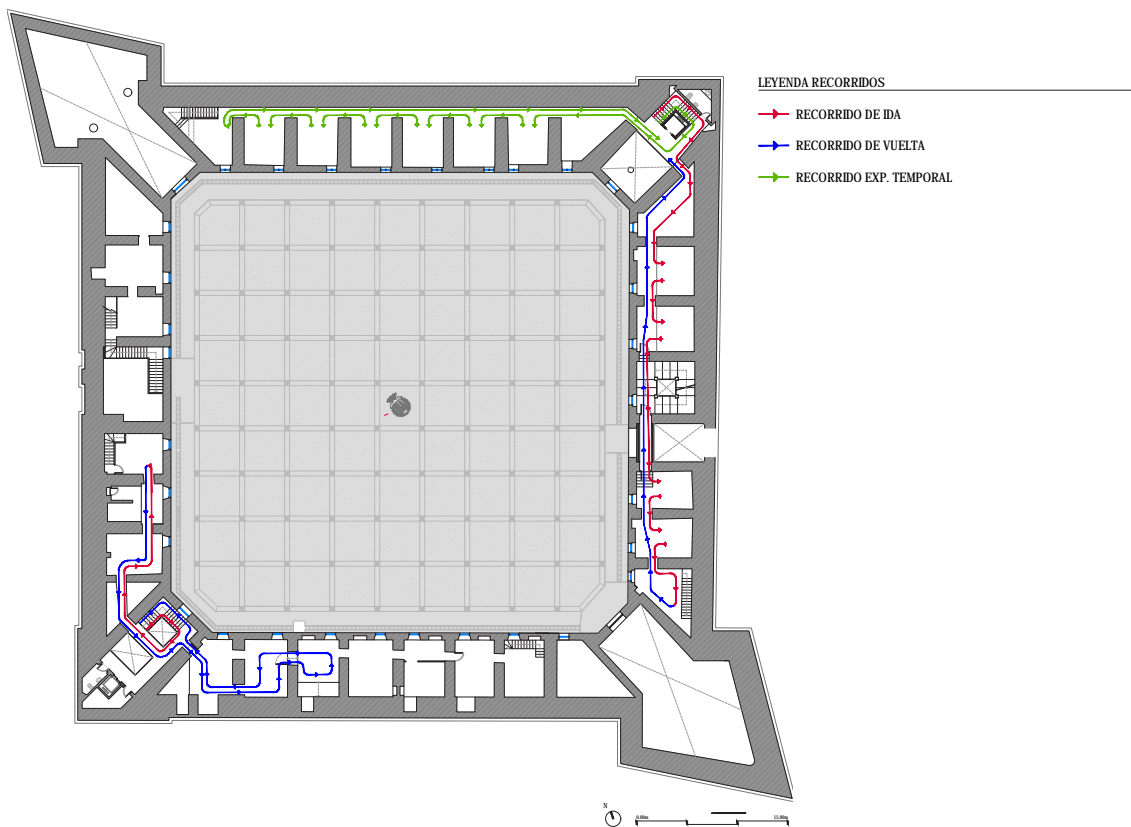 LEYENDA RECORRIDOS
RECORRIDO DE IDA
RECORRIDO DE VUELTA
RECORRIDO EXP. TEMPORAL
N
0.00m 15.00m